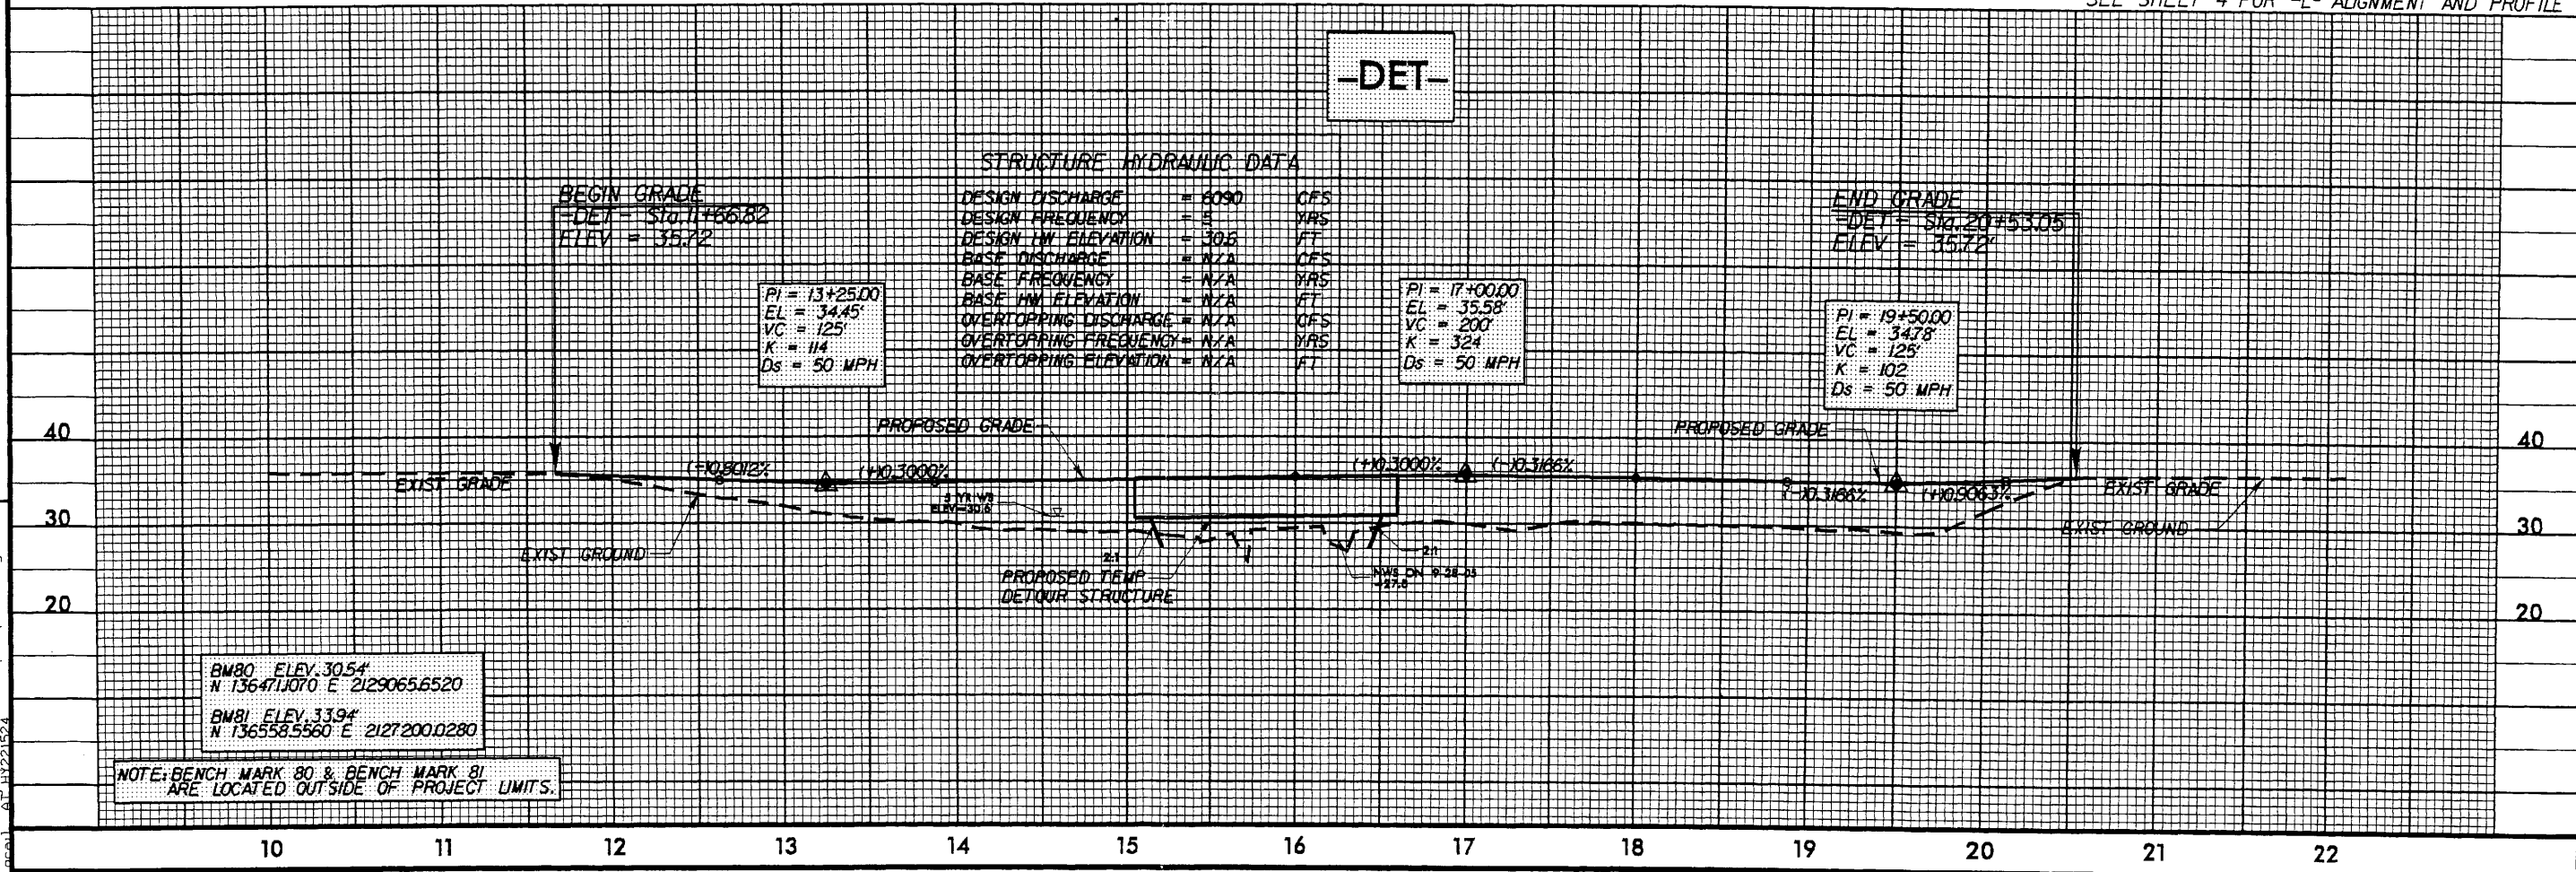 SEE SHEET 4 FOR -L- ALIGNMENT AND PROFILE
-DET-
STRUCTURE HYDRAULIC DATA
DESIGN DISCHARGE = 6090 CFS
DESIGN FREQUENCY = 5 YRS
DESIGN HW ELEVATION = 30.6 FT
BASE DISCHARGE = N/A CFS
BASE FREQUENCY = N/A YRS
BASE HW ELEVATION = N/A FT
OVERTOPPING DISCHARGE = N/A CFS
OVERTOPPING FREQUENCY = N/A YRS
OVERTOPPING ELEVATION = N/A FT
BEGIN GRADE
-DET- Sta.11+66.82
ELEV = 35.72'
END GRADE
-DET- Sta.20+53.05
ELEV = 35.72'
PI = 13+25.00
EL = 34.45'
VC = 125'
K = 114
Ds = 50 MPH
PI = 17+00.00
EL = 35.58'
VC = 200'
K = 324
Ds = 50 MPH
PI = 19+50.00
EL = 34.78'
VC = 125'
K = 102
Ds = 50 MPH
40
PROPOSED GRADE
PROPOSED GRADE
40
(-)0.8012%
(+)0.3000%
(+)0.3000%
(-)0.3166%
(-)0.3166%
(+)0.9063%
EXIST GRADE
EXIST GRADE
5 YR WS
ELEV=30.6'
30
EXIST GROUND
EXIST GROUND
30
2:1
2:1
PROPOSED TEMP
DETOUR STRUCTURE
NWS ON 9-28-05
=27.8'
20
20
BM80 ELEV. 30.54'
N 136471.1070 E 2129065.6520
BM81 ELEV. 33.94'
N 136558.5560 E 2127200.0280
NOTE: BENCH MARK 80 & BENCH MARK 81
ARE LOCATED OUTSIDE OF PROJECT LIMITS.
AT HY221524
10 11 12 13 14 15 16 17 18 19 20 21 22